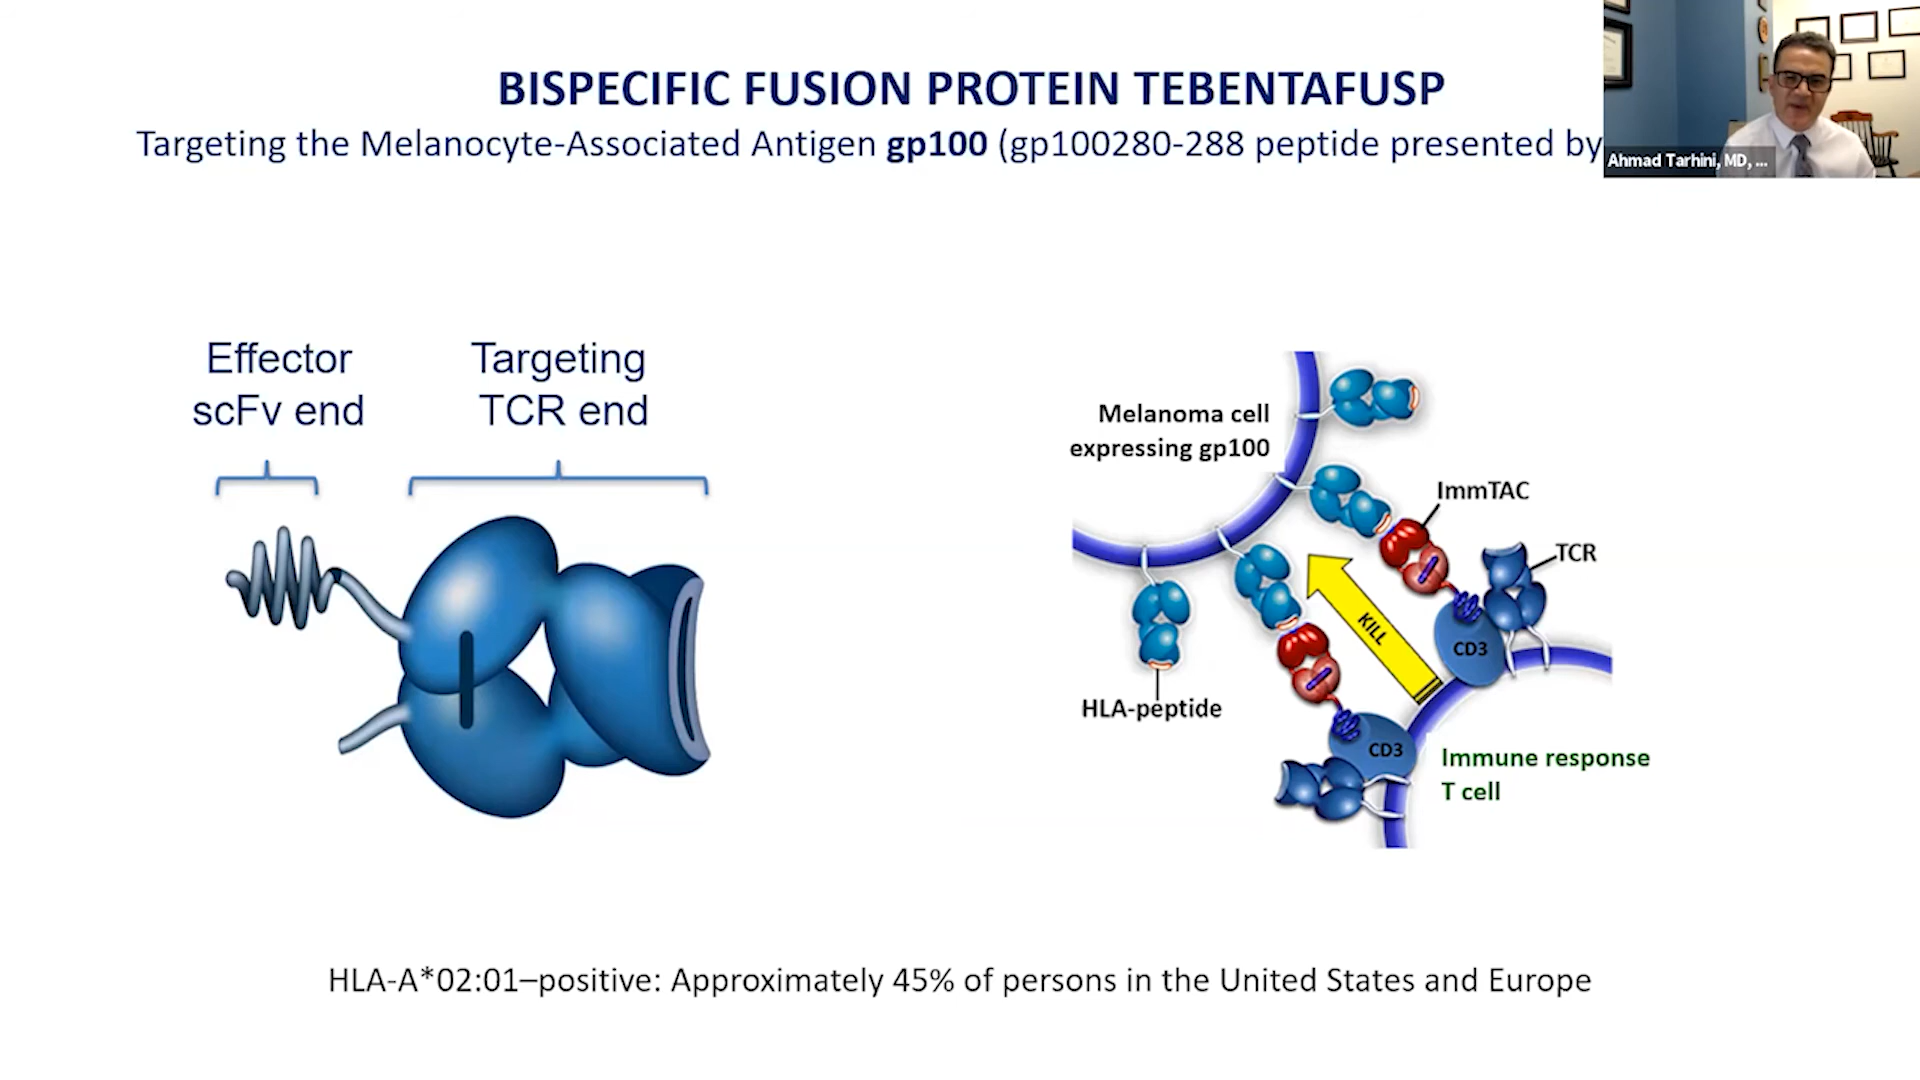 BISPECIFIC FUSION PROTEIN TEBENTAFUSP
Targeting the Melanocyte-Associated Antigen gp100 (gp100280-288 peptide presented by
Ahmad Tarhini, MD, ...
Effector
scFv end
Targeting
TCR end
Melanoma cell
expressing gp100
ImmTAC
TCR
KILL
CD3
HLA-peptide
CD3
Immune response
T cell
HLA-A*02:01–positive: Approximately 45% of persons in the United States and Europe